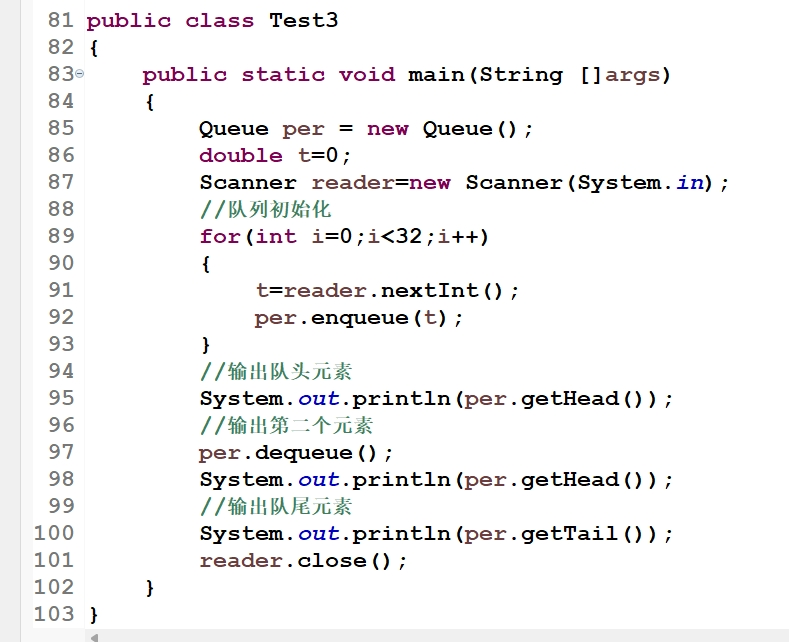 81 public class Test3
82 {
83 public static void main(String []args)
84 {
85 Queue per = new Queue();
86 double t=0;
87 Scanner reader=new Scanner(System.in);
88 //队列初始化
89 for(int i=0;i<32;i++)
90 {
91 t=reader.nextInt();
92 per.enqueue(t);
93 }
94 //输出队头元素
95 System.out.println(per.getHead());
96 //输出第二个元素
97 per.dequeue();
98 System.out.println(per.getHead());
99 //输出队尾元素
100 System.out.println(per.getTail());
101 reader.close();
102 }
103 }